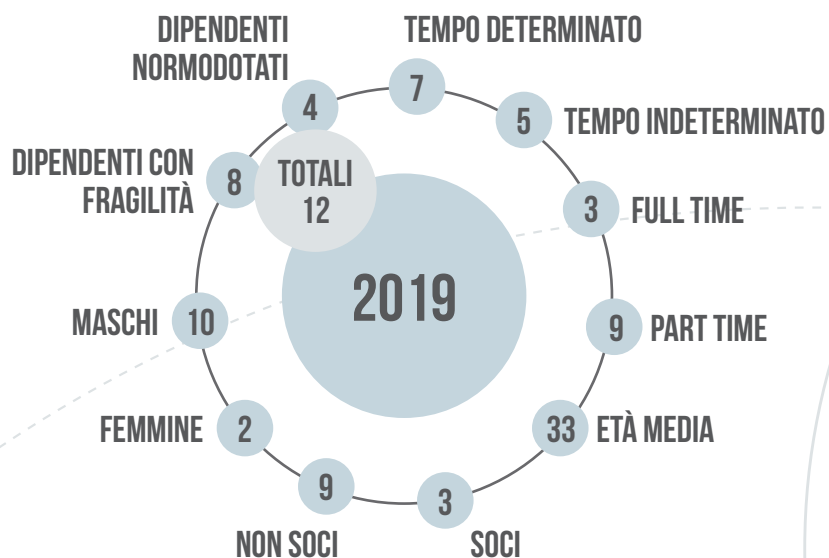 DIPENDENTI
NORMODOTATI
4
TEMPO DETERMINATO
7
5
TEMPO INDETERMINATO
DIPENDENTI CON
FRAGILITÀ
8
TOTALI
12
3
FULL TIME
2019
MASCHI
10
9
PART TIME
FEMMINE
2
33
ETÀ MEDIA
9
NON SOCI
3
SOCI